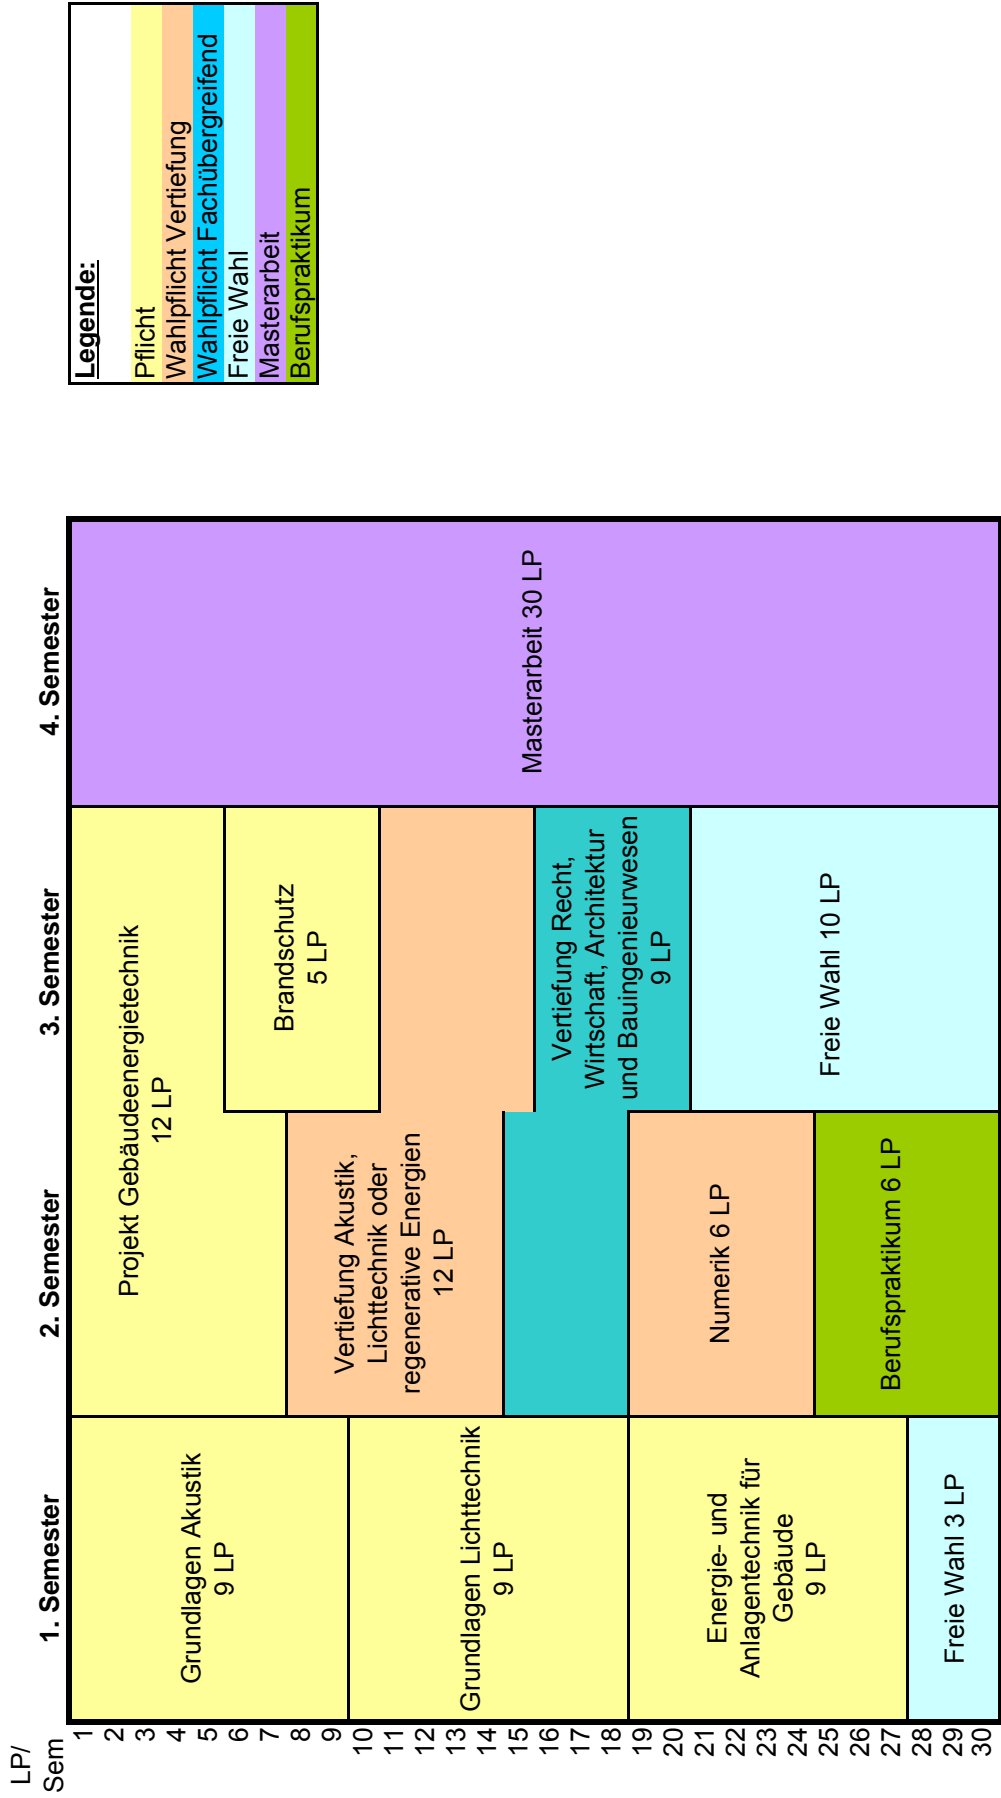 LP/
Sem
1. Semester
2. Semester
3. Semester
4. Semester
1
2
3
4
5
6
7
8
9
10
11
12
13
14
15
16
17
18
19
20
21
22
23
24
25
26
27
28
29
30
Grundlagen Akustik
9 LP
Grundlagen Lichttechnik
9 LP
Energie- und
Anlagentechnik für
Gebäude
9 LP
Freie Wahl 3 LP
Projekt Gebäudeenergietechnik
12 LP
Vertiefung Akustik,
Lichttechnik oder
regenerative Energien
12 LP
Numerik 6 LP
Berufspraktikum 6 LP
Brandschutz
5 LP
Vertiefung Recht,
Wirtschaft, Architektur
und Bauingenieurwesen
9 LP
Freie Wahl 10 LP
Masterarbeit 30 LP
Legende:
Pflicht
Wahlpflicht Vertiefung
Wahlpflicht Fachübergreifend
Freie Wahl
Masterarbeit
Berufspraktikum